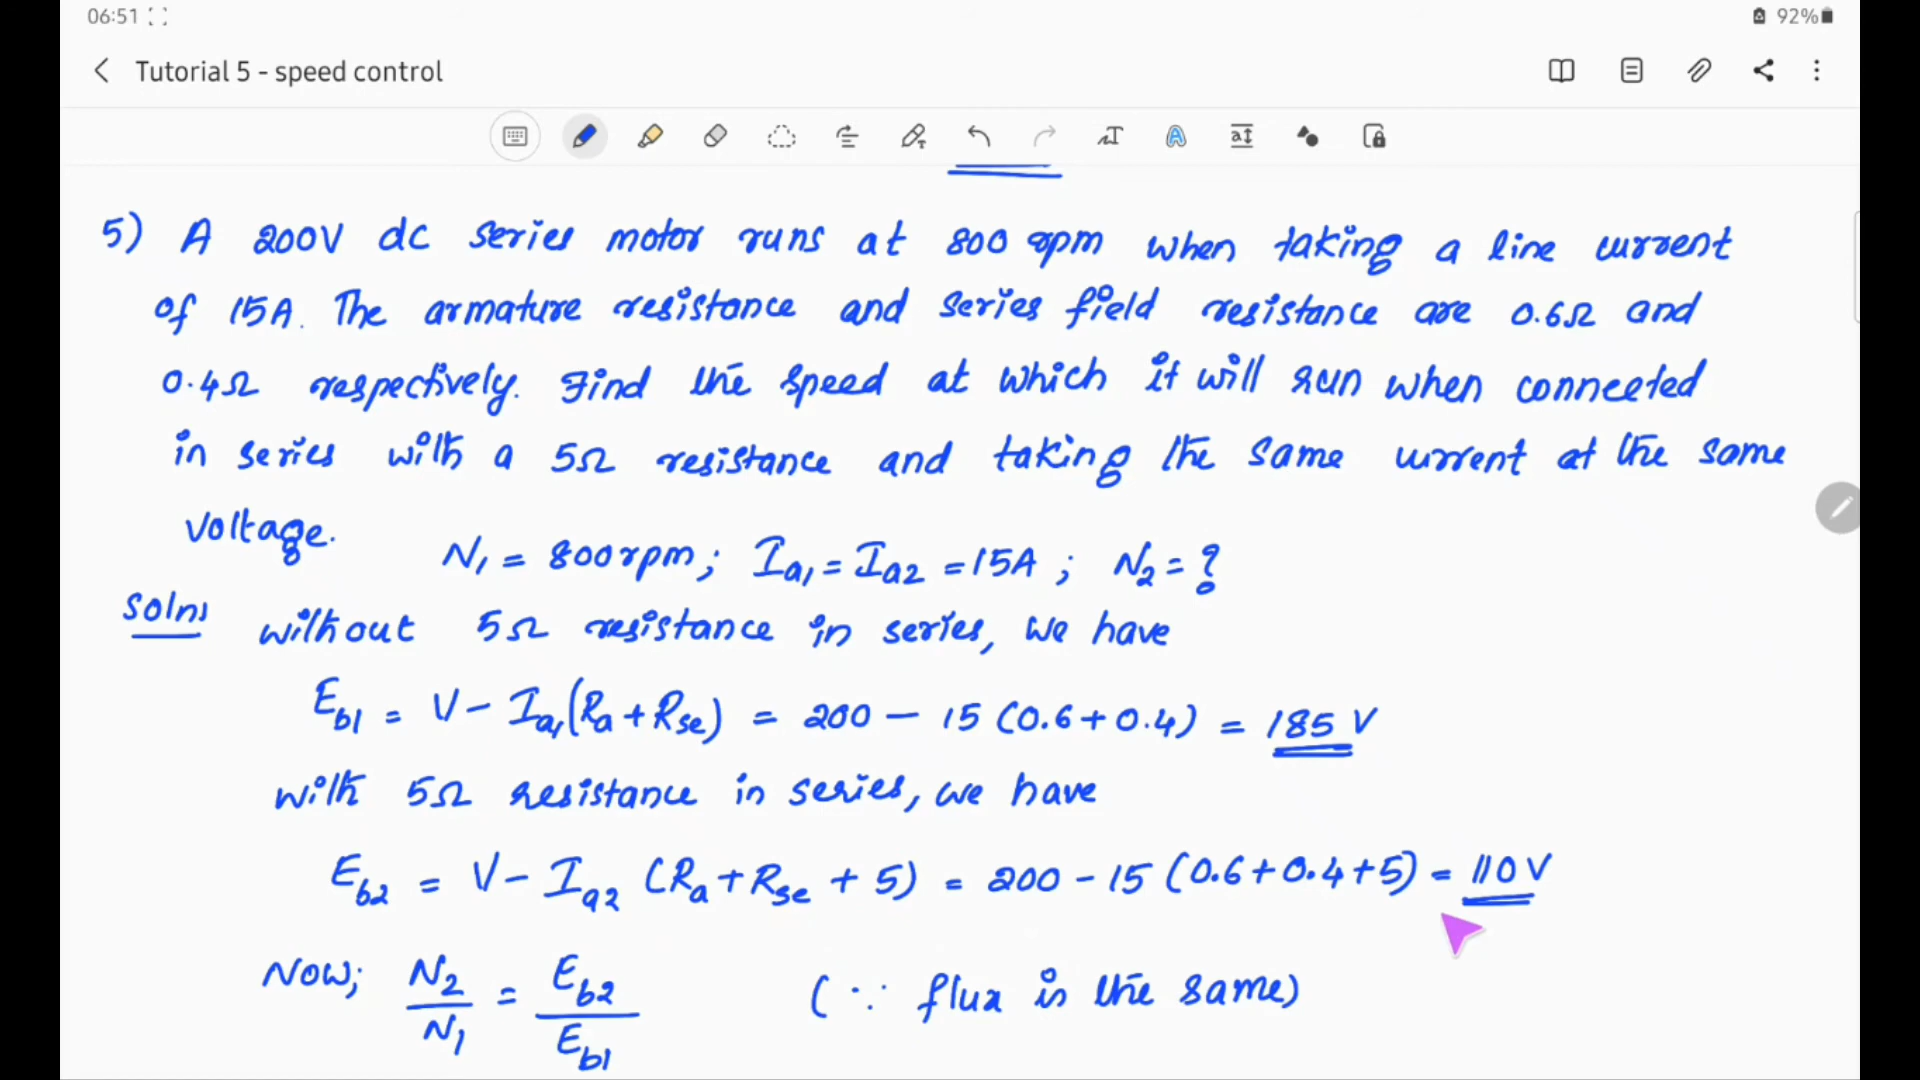 06:51
92%
Tutorial 5 - speed control
5) A 200V dc series motor runs at 800 rpm when taking a line current
of 15A. The armature resistance and series field resistance are 0.6Ω and
0.4Ω respectively. Find the speed at which it will run when connected
in series with a 5Ω resistance and taking the same current at the same
voltage.
N₁ = 800rpm; Ia₁ = Ia2 = 15A; N₂ = ?
Soln:
without 5Ω resistance in series, we have
Eb1 = V - Ia₁(Ra + Rse) = 200 - 15 (0.6 + 0.4) = 185 V
with 5Ω resistance in series, we have
Eb2 = V - Ia2 (Ra + Rse + 5) = 200 - 15 (0.6 + 0.4 + 5) = 110 V
Now; N₂/N₁ = Eb2/Eb1 (∵ flux is the same)